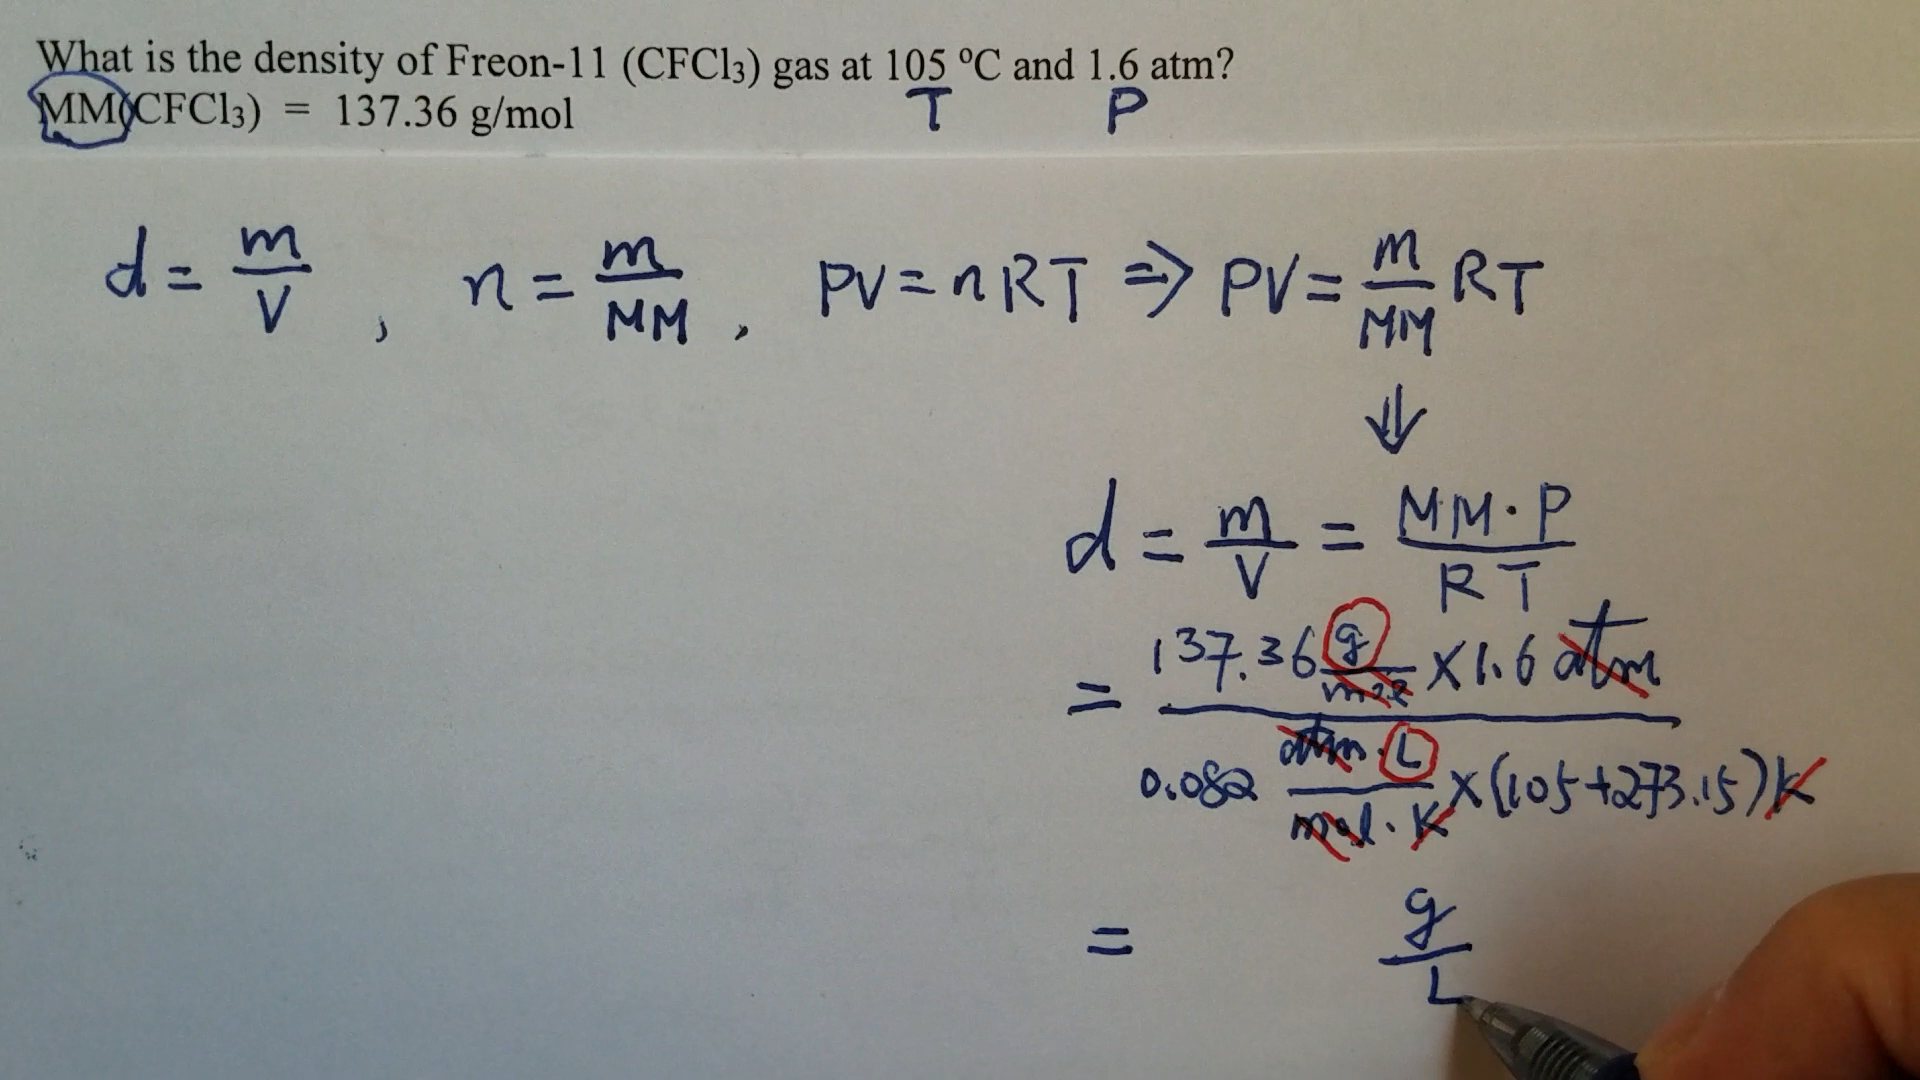 What is the density of Freon-11 (CFCl₃) gas at 105 ⁰C and 1.6 atm?
MM(CFCl₃) = 137.36 g/mol
T P
d = m/V , n = m/MM , PV = nRT ⇒ PV = m/MM RT
⇓
d = m/V = MM·P/RT
= 137.36 g/mol × 1.6 atm
0.082 atm·L/mol·K × (105+273.15) K
= g/L